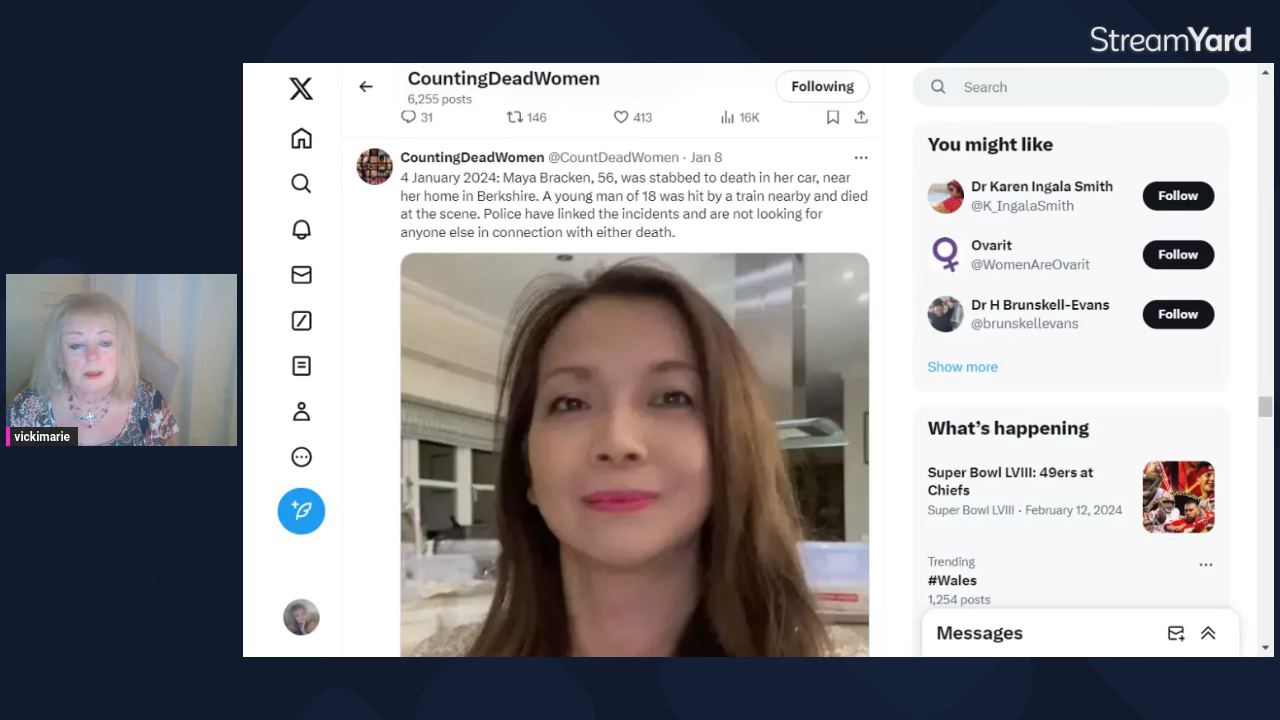 StreamYard
CountingDeadWomen
6,255 posts
Following
31 146 413 16K
CountingDeadWomen @CountDeadWomen · Jan 8
4 January 2024: Maya Bracken, 56, was stabbed to death in her car, near
her home in Berkshire. A young man of 18 was hit by a train nearby and died
at the scene. Police have linked the incidents and are not looking for
anyone else in connection with either death.
Search
You might like
Dr Karen Ingala Smith
@K_IngalaSmith
Follow
Ovarit
@WomenAreOvarit
Follow
Dr H Brunskell-Evans
@brunskellevans
Follow
Show more
What's happening
Super Bowl LVIII: 49ers at
Chiefs
Super Bowl LVIII · February 12, 2024
Trending
#Wales
1,254 posts
Messages
vickimarie